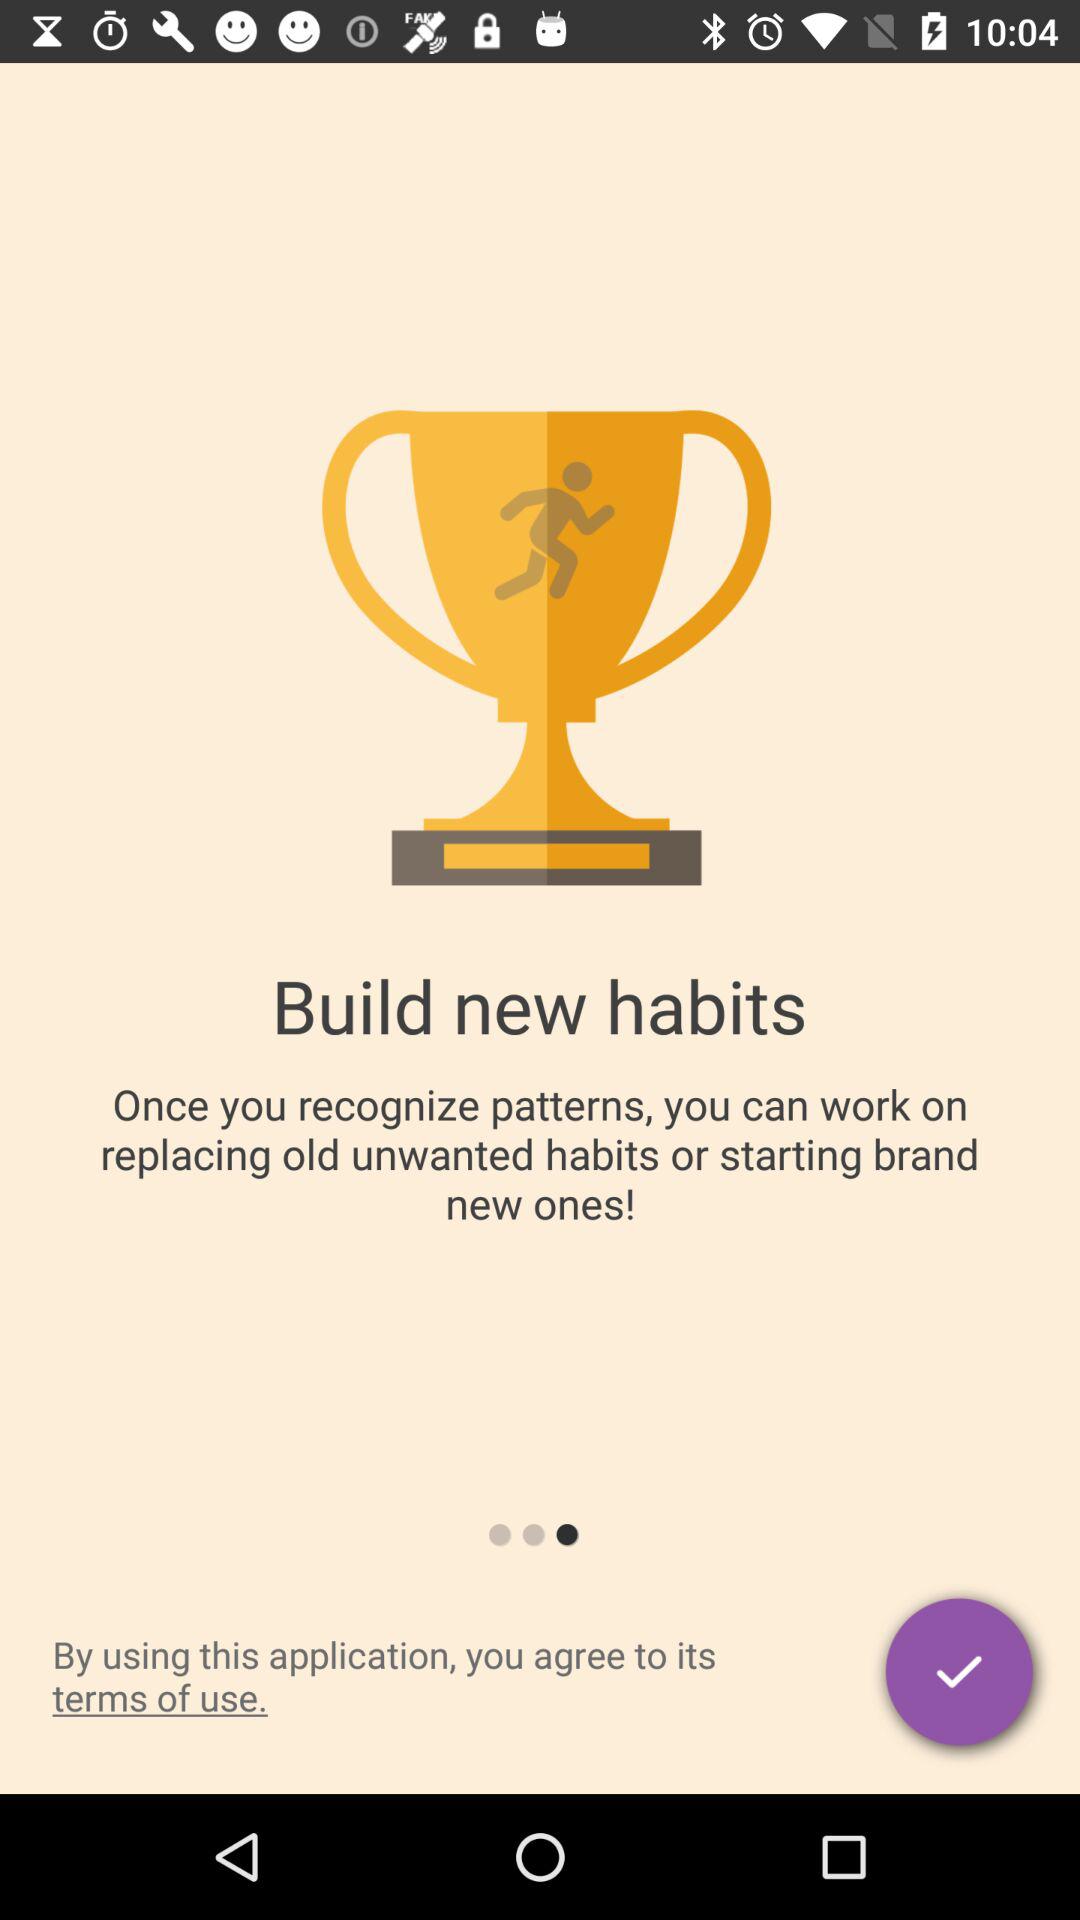 FAKE
10:04
Build new habits
Once you recognize patterns, you can work on
replacing old unwanted habits or starting brand
new ones!
By using this application, you agree to its
terms of use.